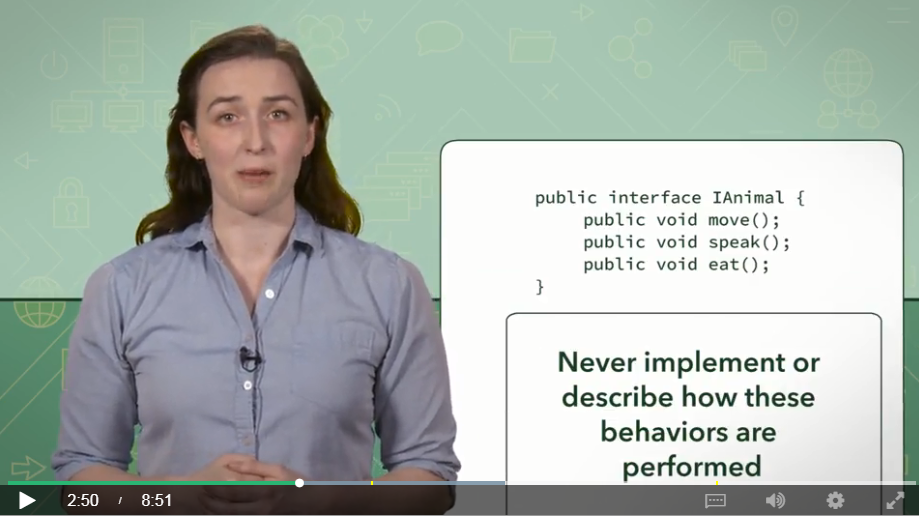 public interface IAnimal {
public void move();
public void speak();
public void eat();
}
Never implement or
describe how these
behaviors are
performed
2:50 / 8:51